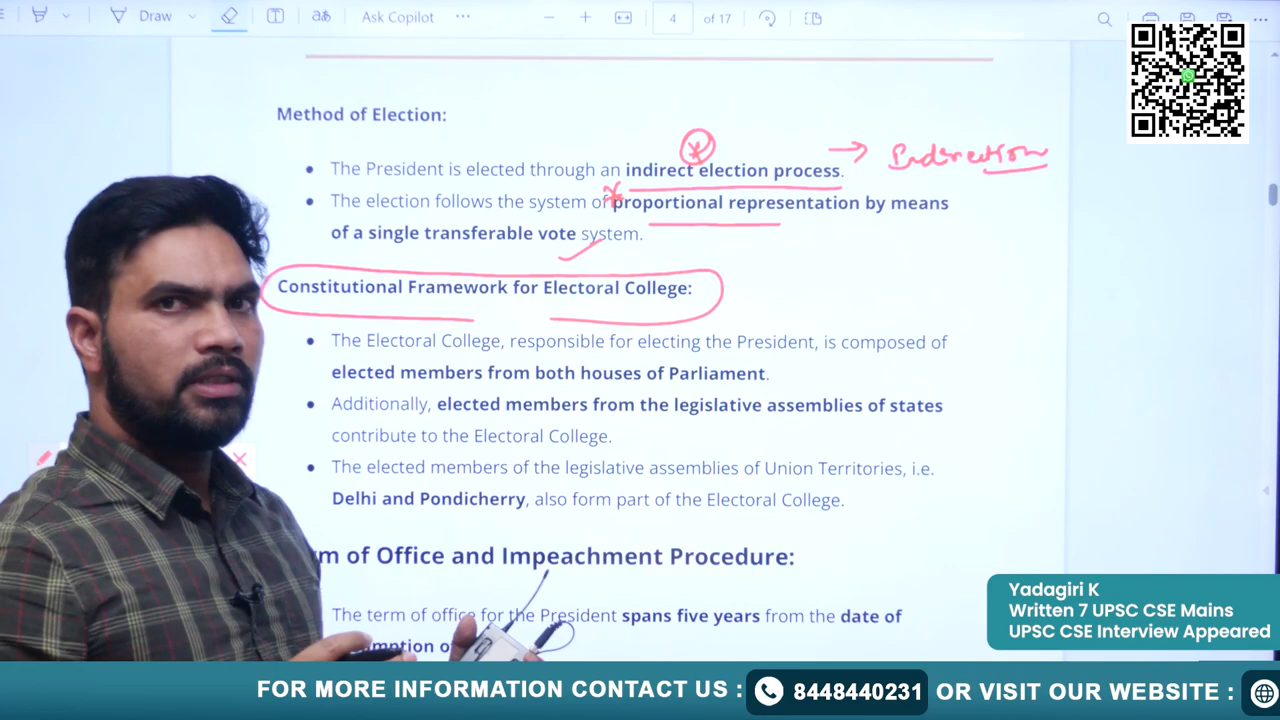 Draw
Ask Copilot
4 of 17
Method of Election:
The President is elected through an indirect election process.
The election follows the system of proportional representation by means
of a single transferable vote system.
Constitutional Framework for Electoral College:
The Electoral College, responsible for electing the President, is composed of
elected members from both houses of Parliament.
Additionally, elected members from the legislative assemblies of states
contribute to the Electoral College.
The elected members of the legislative assemblies of Union Territories, i.e.
Delhi and Pondicherry, also form part of the Electoral College.
m of Office and Impeachment Procedure:
The term of office for the President spans five years from the date of
Yadagiri K
Written 7 UPSC CSE Mains
UPSC CSE Interview Appeared
FOR MORE INFORMATION CONTACT US : 8448440231 OR VISIT OUR WEBSITE :